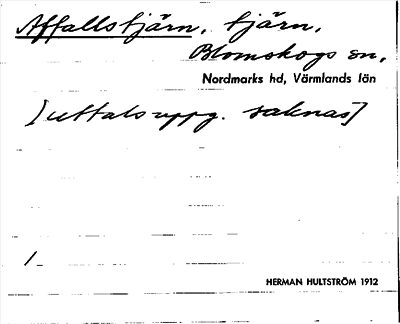 Affallstjärn, tjärn,
Blomskogs sn,
Nordmarks hd, Värmlands län
[uttalsuppg. saknas]
1
HERMAN HULTSTRÖM 1912